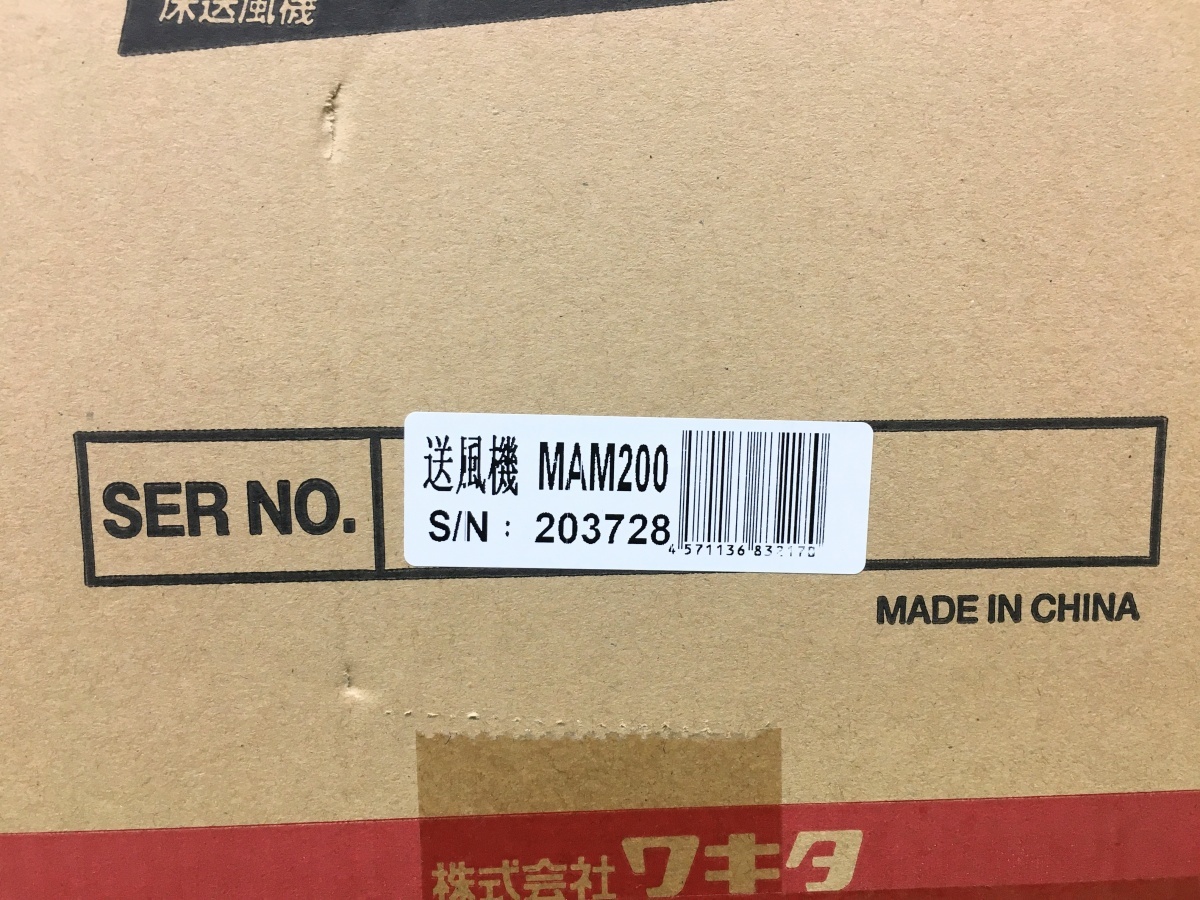 床送風機
SER NO.
送風機 MAM200
S/N : 203728
MADE IN CHINA
株式会社ワキタ